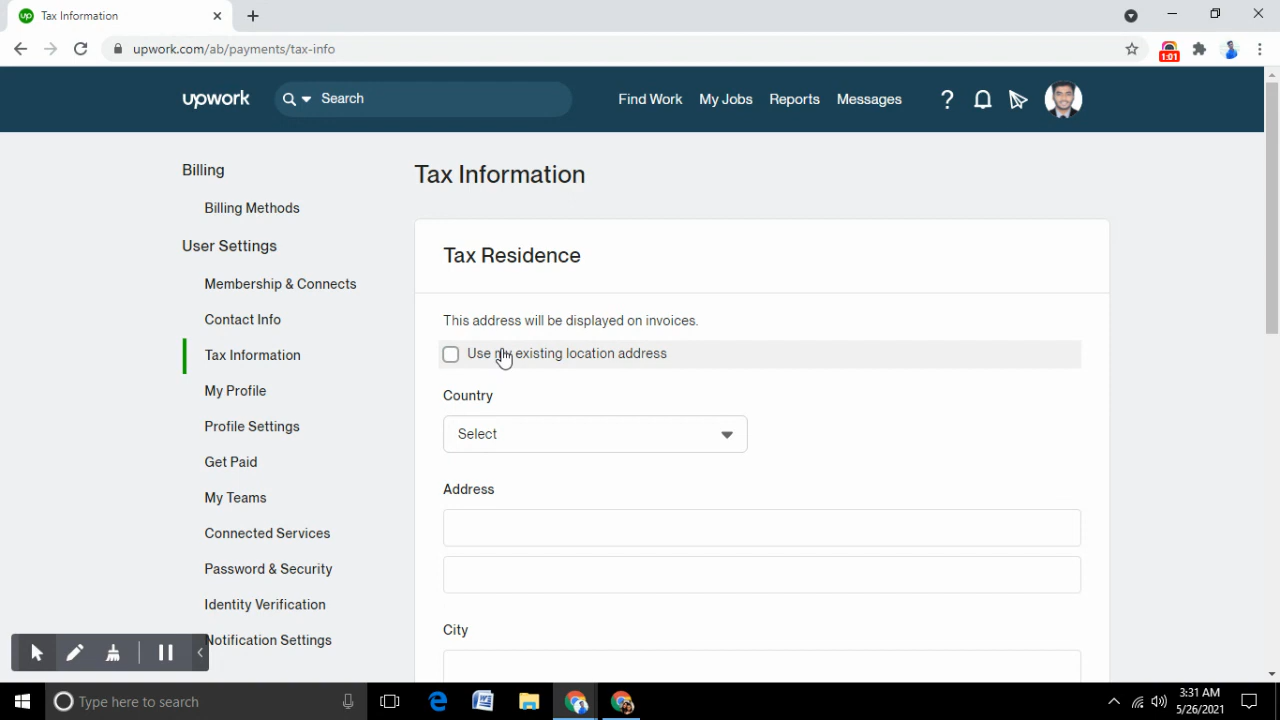 up Tax Information
upwork.com/ab/payments/tax-info
1:01
upwork
Search
Find Work
My Jobs
Reports
Messages
?
Billing
Billing Methods
User Settings
Membership & Connects
Contact Info
Tax Information
My Profile
Profile Settings
Get Paid
My Teams
Connected Services
Password & Security
Identity Verification
Notification Settings
Tax Information
Tax Residence
This address will be displayed on invoices.
Use my existing location address
Country
Select
Address
City
Type here to search
3:31 AM
5/26/2021